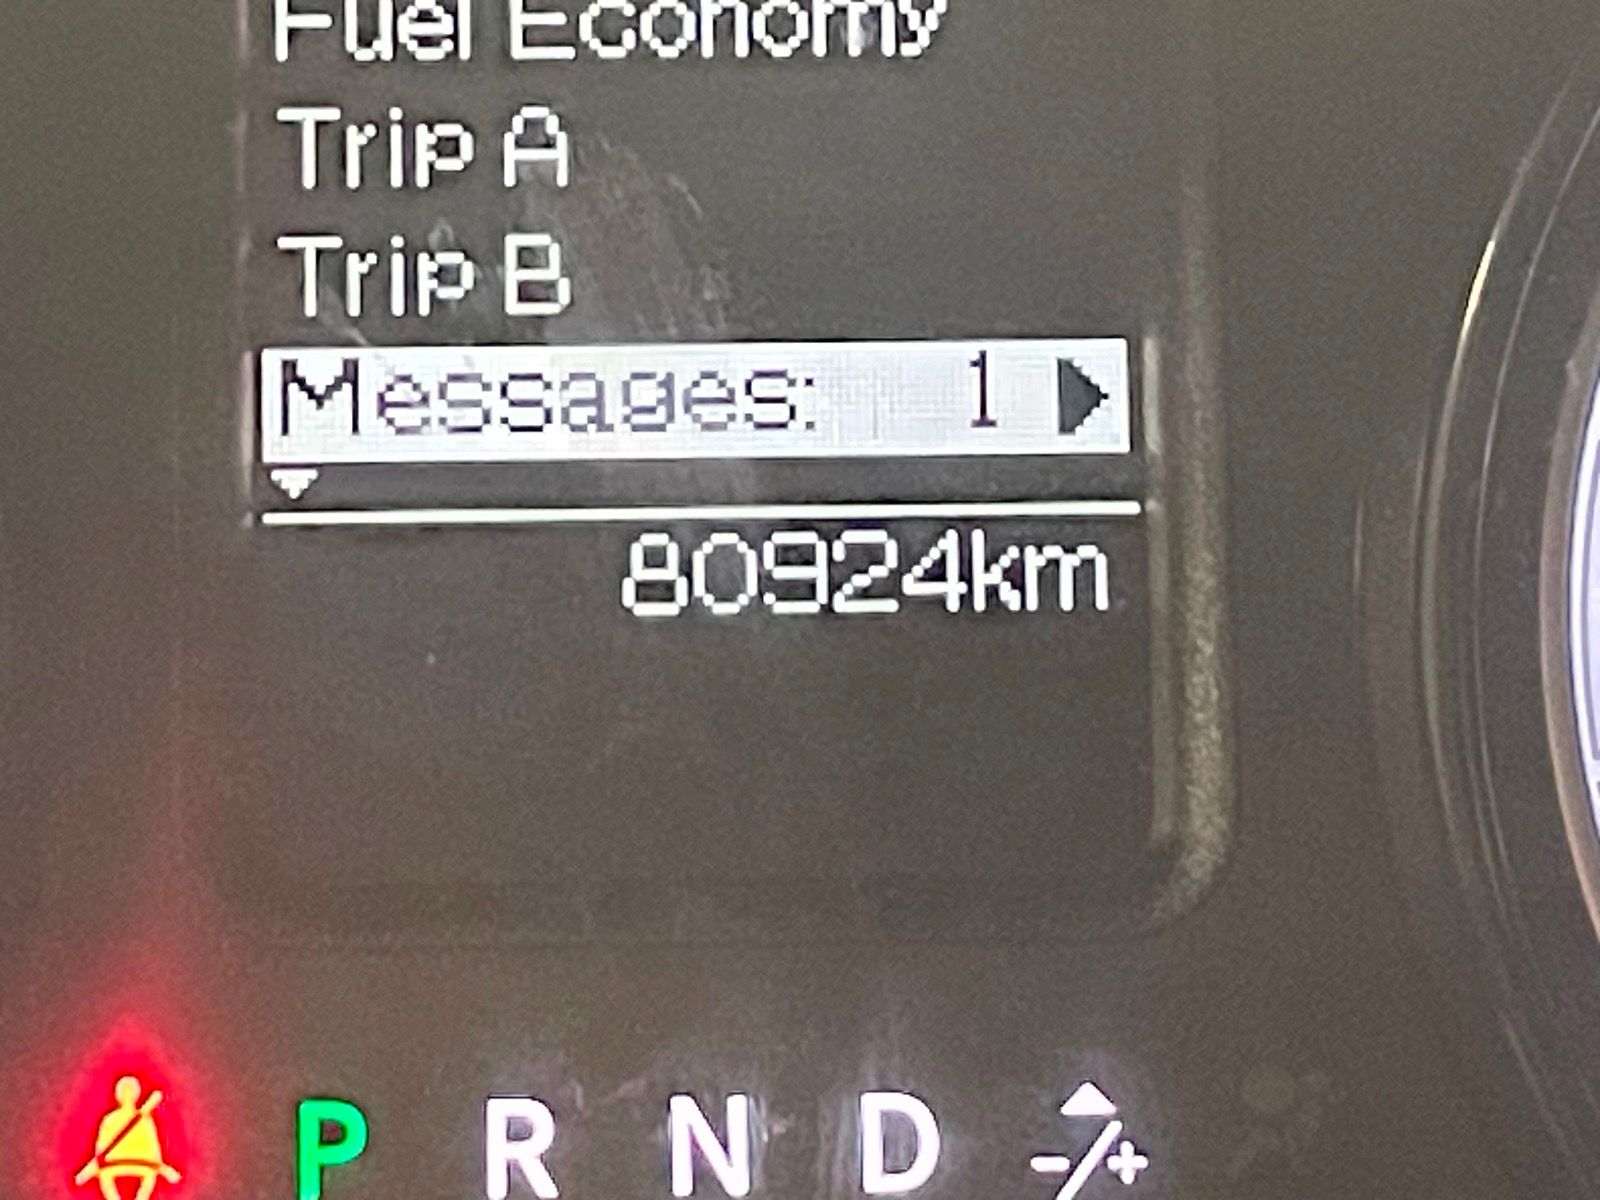 Fuel Economy
Trip A
Trip B
Messages: 1
80924km
P R N D -/+